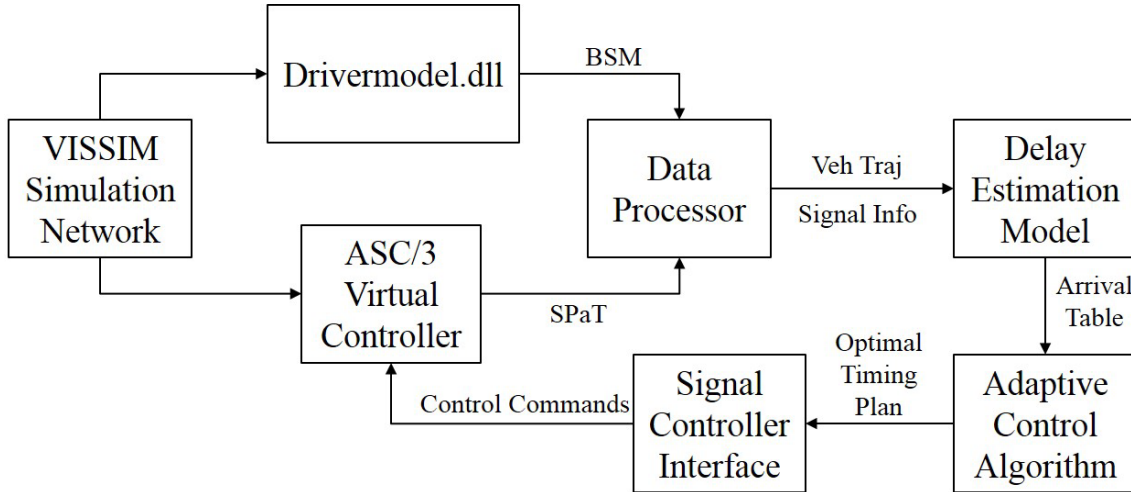 Drivermodel.dll
BSM
VISSIM
Simulation
Network
Data
Processor
Veh Traj
Signal Info
Delay
Estimation
Model
ASC/3
Virtual
Controller
SPaT
Arrival
Table
Optimal
Timing
Plan
Control Commands
Signal
Controller
Interface
Adaptive
Control
Algorithm